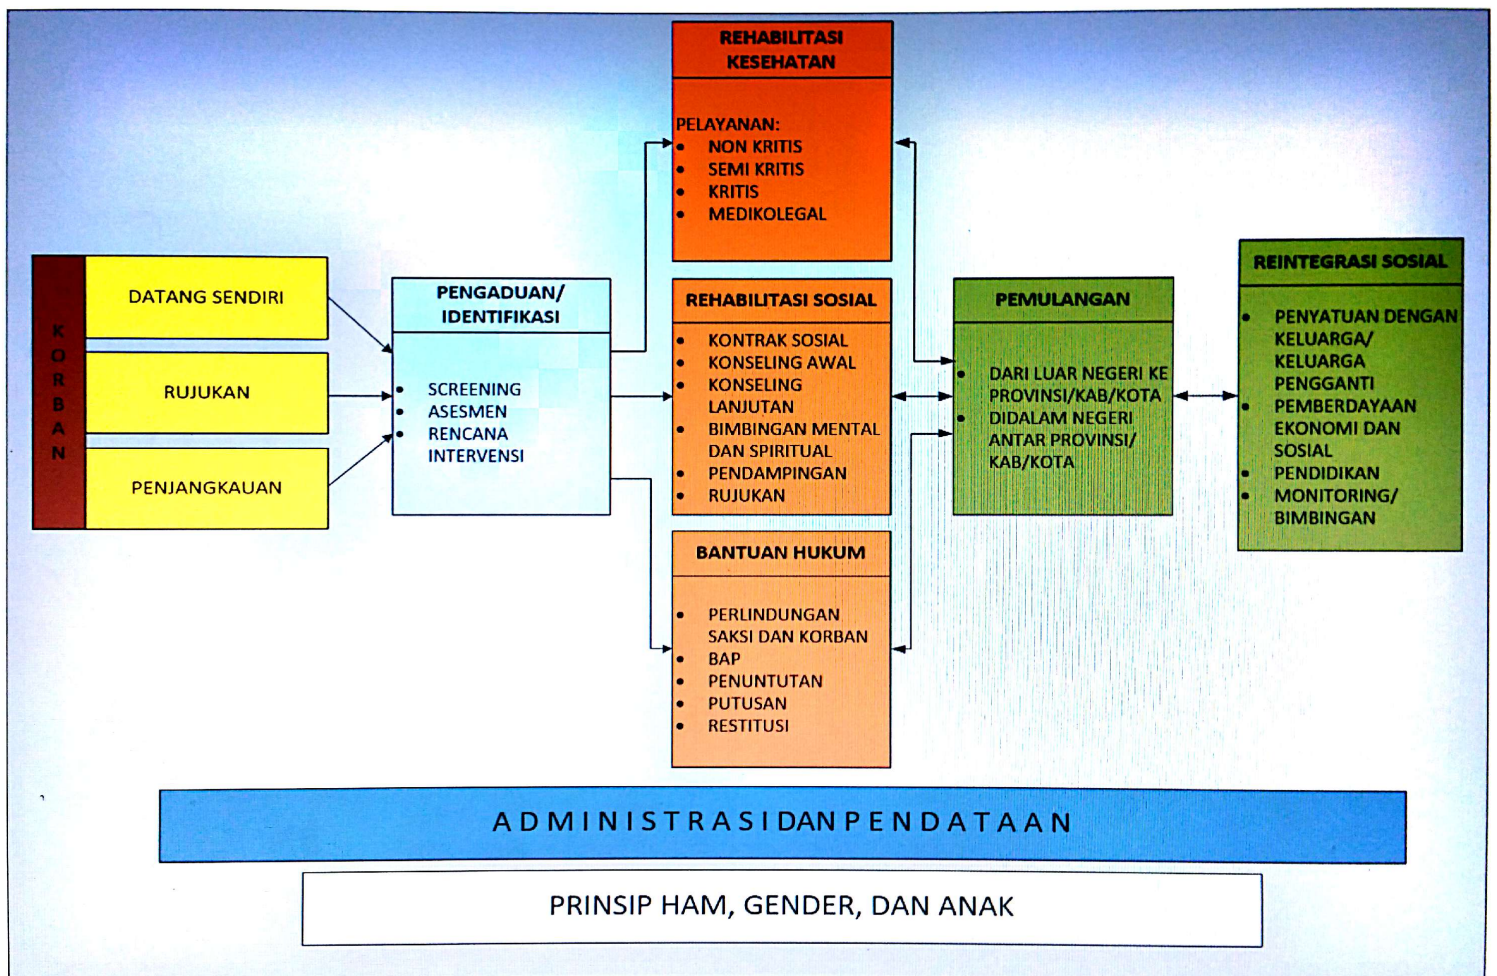 KORBAN
DATANG SENDIRI
RUJUKAN
PENJANGKAUAN
PENGADUAN/
IDENTIFIKASI
• SCREENING
• ASESMEN
• RENCANA
INTERVENSI
REHABILITASI
KESEHATAN
PELAYANAN:
• NON KRITIS
• SEMI KRITIS
• KRITIS
• MEDIKOLEGAL
REHABILITASI SOSIAL
• KONTRAK SOSIAL
• KONSELING AWAL
• KONSELING
LANJUTAN
• BIMBINGAN MENTAL
DAN SPIRITUAL
• PENDAMPINGAN
• RUJUKAN
BANTUAN HUKUM
• PERLINDUNGAN
SAKSI DAN KORBAN
• BAP
• PENUNTUTAN
• PUTUSAN
• RESTITUSI
PEMULANGAN
• DARI LUAR NEGERI KE
PROVINSI/KAB/KOTA
• DIDALAM NEGERI
ANTAR PROVINSI/
KAB/KOTA
REINTEGRASI SOSIAL
• PENYATUAN DENGAN
KELUARGA/
KELUARGA
PENGGANTI
• PEMBERDAYAAN
EKONOMI DAN
SOSIAL
• PENDIDIKAN
• MONITORING/
BIMBINGAN
A D M I N I S T R A S I DAN P E N D A T A A N
PRINSIP HAM, GENDER, DAN ANAK